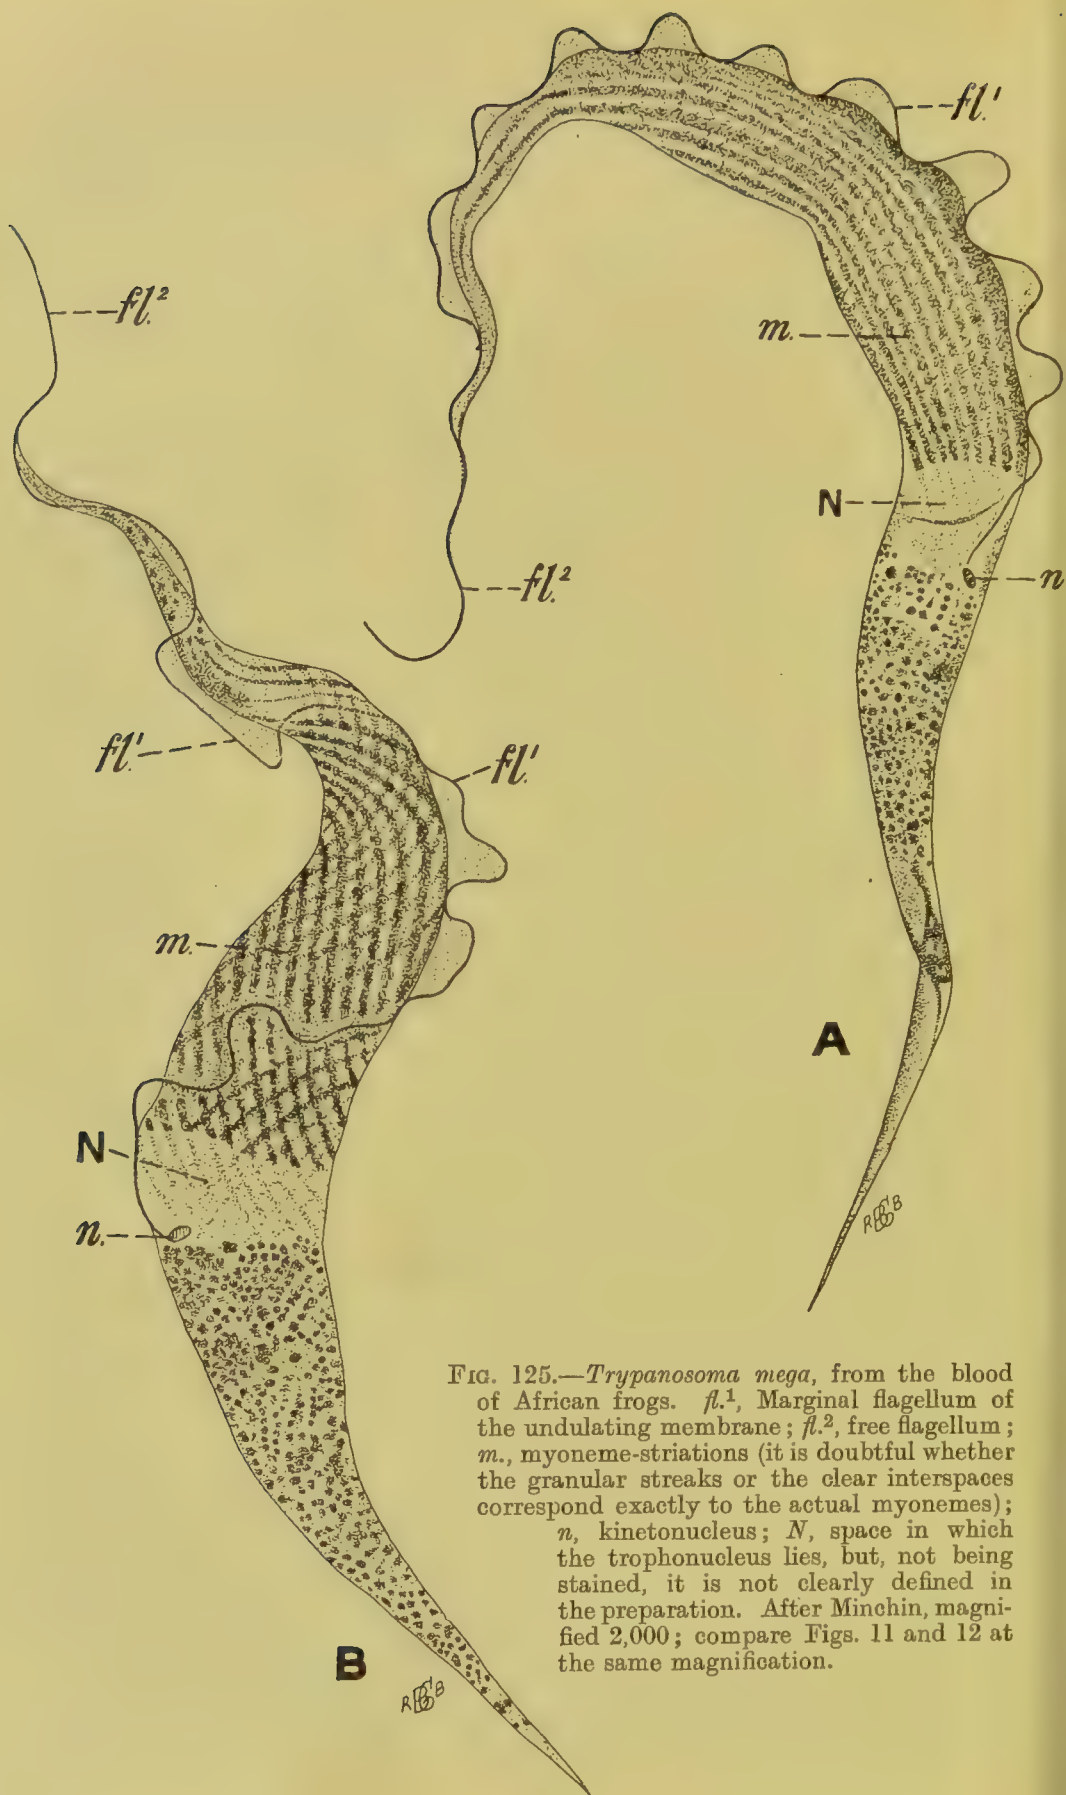 fl.¹
fl.²
m.
N
n
fl.²
fl.¹
fl.¹
m.
A
N
n.
R B G B
B
R B G B
FIG. 125.—Trypanosoma mega, from the blood
of African frogs. fl.¹, Marginal flagellum of
the undulating membrane; fl.², free flagellum;
m., myoneme-striations (it is doubtful whether
the granular streaks or the clear interspaces
correspond exactly to the actual myonemes);
n, kinetonucleus; N, space in which
the trophonucleus lies, but, not being
stained, it is not clearly defined in
the preparation. After Minchin, magni-
fied 2,000; compare Figs. 11 and 12 at
the same magnification.